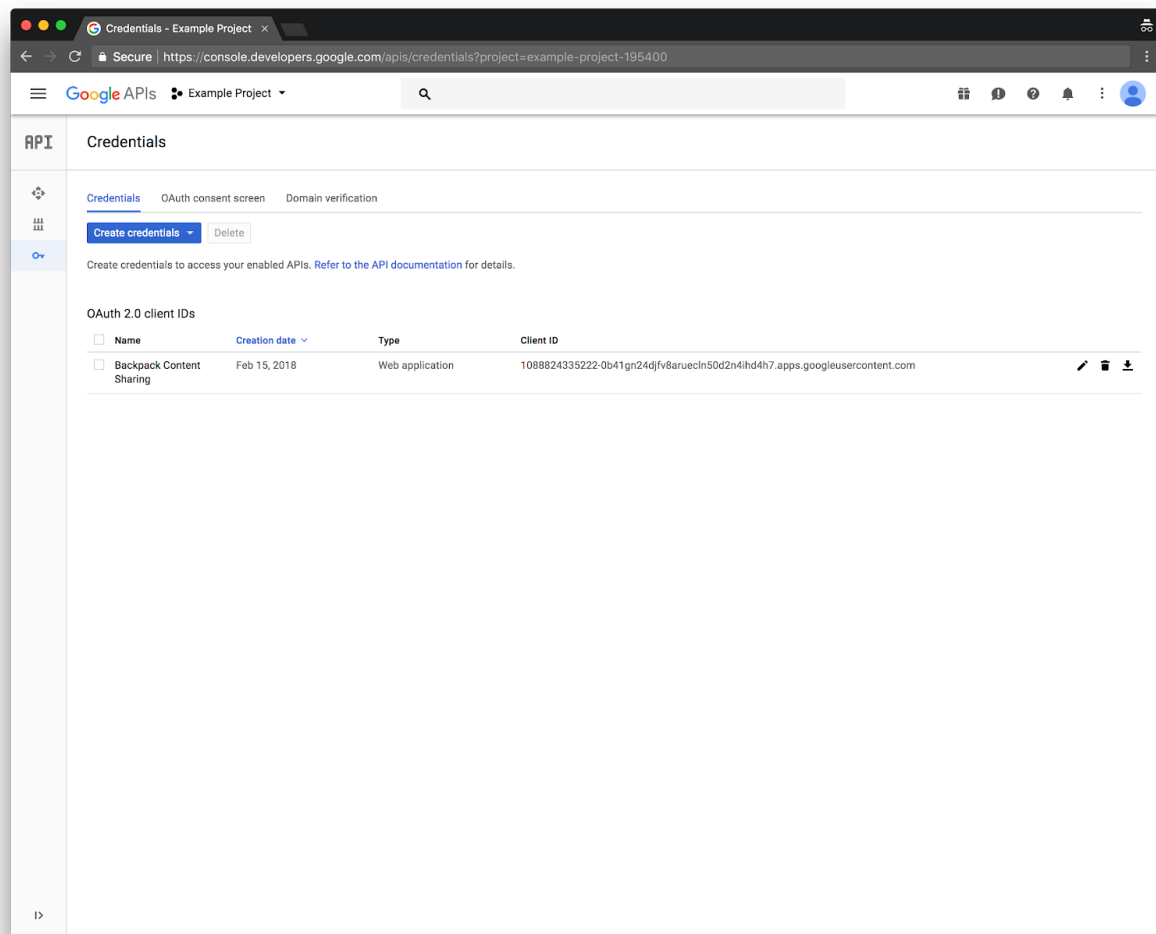 Credentials - Example Project
Secure https://console.developers.google.com/apis/credentials?project=example-project-195400
Google APIs Example Project
API Credentials
Credentials OAuth consent screen Domain verification
Create credentials Delete
Create credentials to access your enabled APIs. Refer to the API documentation for details.
OAuth 2.0 client IDs
Name Creation date Type Client ID
Backpack Content Feb 15, 2018 Web application 1088824335222-0b41gn24djfv8aruecln50d2n4ihd4h7.apps.googleusercontent.com
Sharing